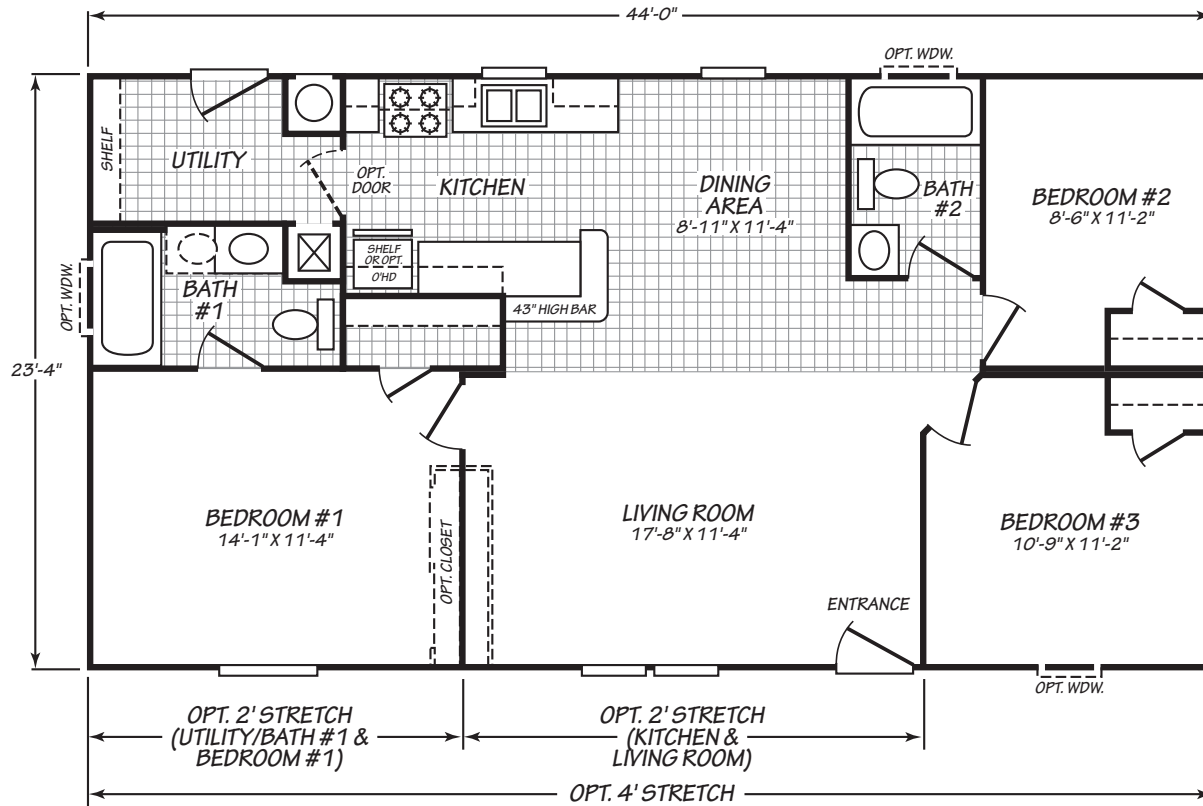 44'-0"
OPT. WDW.
SHELF
UTILITY
OPT.
DOOR
KITCHEN
DINING
AREA
8'-11" X 11'-4"
BATH
#2
BEDROOM #2
8'-6" X 11'-2"
OPT. WDW.
BATH
#1
SHELF
OR OPT.
O'HD
43" HIGH BAR
23'-4"
BEDROOM #1
14'-1" X 11'-4"
OPT. CLOSET
LIVING ROOM
17'-8" X 11'-4"
BEDROOM #3
10'-9" X 11'-2"
ENTRANCE
OPT. WDW.
OPT. 2' STRETCH
(UTILITY/BATH #1 &
BEDROOM #1)
OPT. 2' STRETCH
(KITCHEN &
LIVING ROOM)
OPT. 4' STRETCH